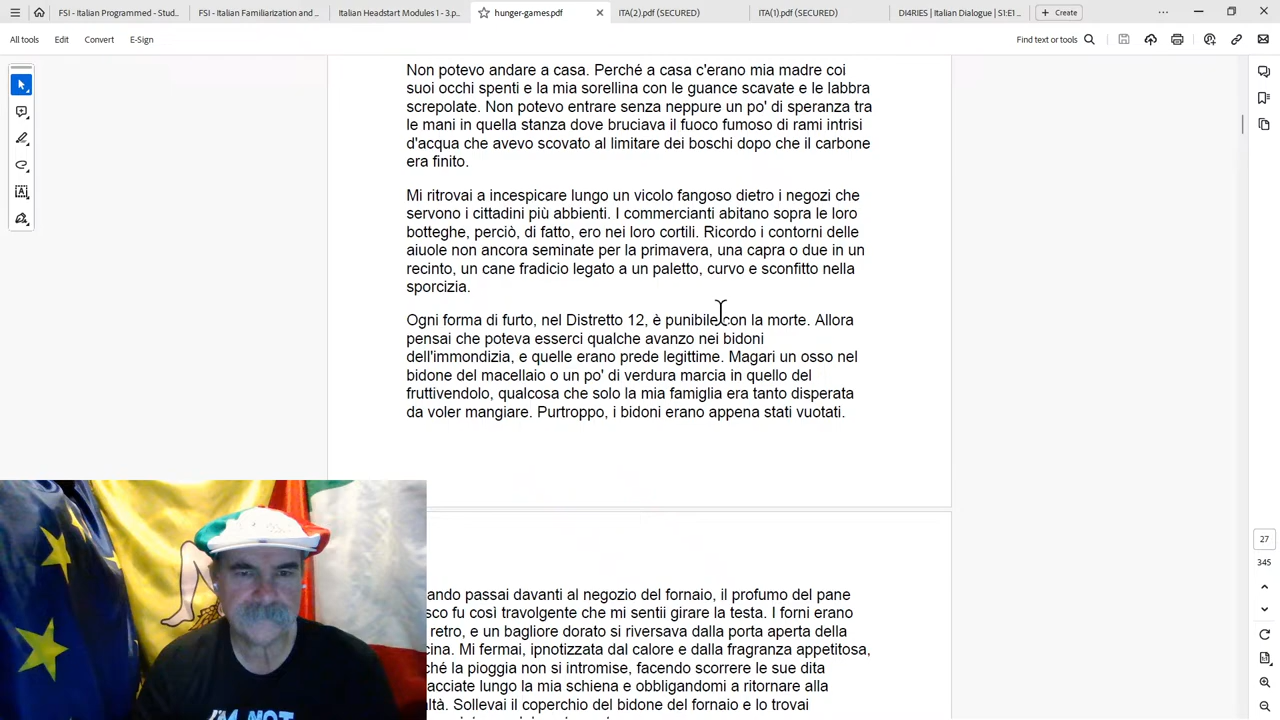 FSI - Italian Programmed - Stud...
FSI - Italian Familiarization and ...
Italian Headstart Modules 1 - 3.p...
hunger-games.pdf
ITA(2).pdf (SECURED)
ITA(1).pdf (SECURED)
DI4RIES | Italian Dialogue | S1:E1 ...
Create
All tools
Edit
Convert
E-Sign
Find text or tools
Non potevo andare a casa. Perché a casa c'erano mia madre coi
suoi occhi spenti e la mia sorellina con le guance scavate e le labbra
screpolate. Non potevo entrare senza neppure un po' di speranza tra
le mani in quella stanza dove bruciava il fuoco fumoso di rami intrisi
d'acqua che avevo scovato al limitare dei boschi dopo che il carbone
era finito.
Mi ritrovai a incespicare lungo un vicolo fangoso dietro i negozi che
servono i cittadini più abbienti. I commercianti abitano sopra le loro
botteghe, perciò, di fatto, ero nei loro cortili. Ricordo i contorni delle
aiuole non ancora seminate per la primavera, una capra o due in un
recinto, un cane fradicio legato a un paletto, curvo e sconfitto nella
sporcizia.
Ogni forma di furto, nel Distretto 12, è punibile con la morte. Allora
pensai che poteva esserci qualche avanzo nei bidoni
dell'immondizia, e quelle erano prede legittime. Magari un osso nel
bidone del macellaio o un po' di verdura marcia in quello del
fruttivendolo, qualcosa che solo la mia famiglia era tanto disperata
da voler mangiare. Purtroppo, i bidoni erano appena stati vuotati.
27
345
ando passai davanti al negozio del fornaio, il profumo del pane
sco fu così travolgente che mi sentii girare la testa. I forni erano
retro, e un bagliore dorato si riversava dalla porta aperta della
cina. Mi fermai, ipnotizzata dal calore e dalla fragranza appetitosa,
ché la pioggia non si intromise, facendo scorrere le sue dita
acciate lungo la mia schiena e obbligandomi a ritornare alla
ltà. Sollevai il coperchio del bidone del fornaio e lo trovai
I'M NOT